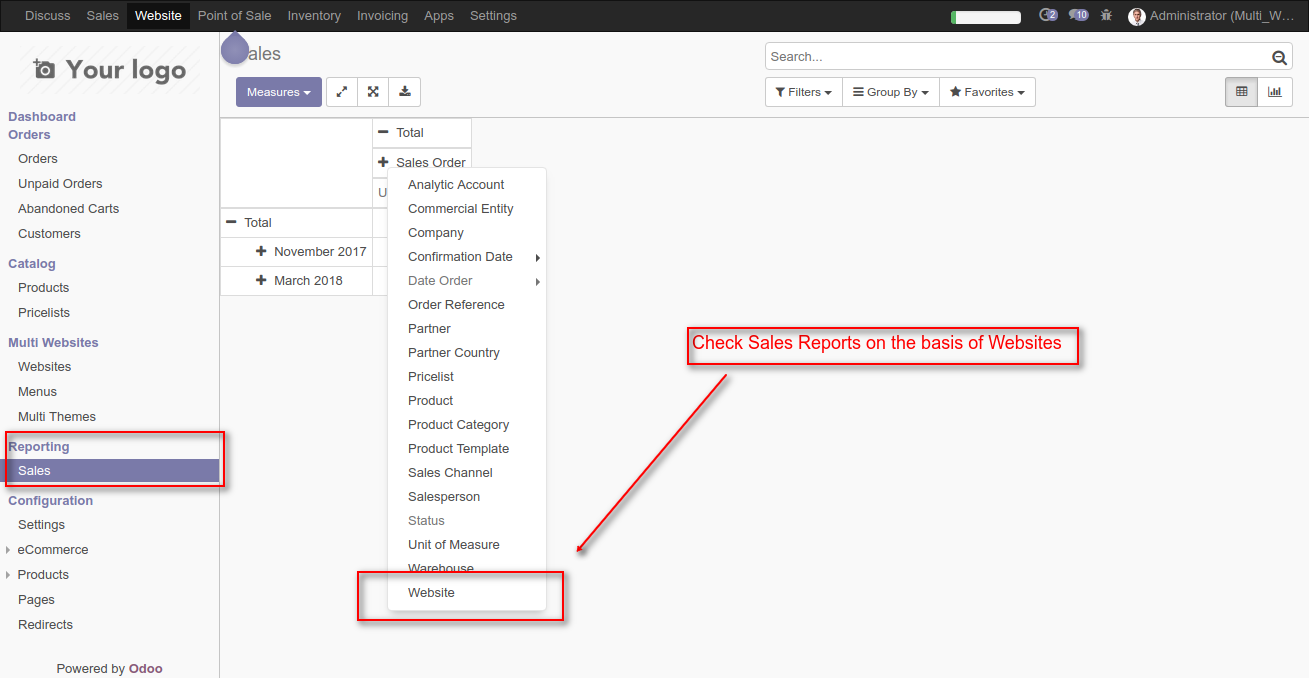 Discuss Sales Website Point of Sale Inventory Invoicing Apps Settings 2 10 Administrator (Multi_W...
Your logo
ales
Search...
Measures
Filters Group By Favorites
Dashboard
Orders
Orders
Unpaid Orders
Abandoned Carts
Customers
Catalog
Products
Pricelists
Multi Websites
Websites
Menus
Multi Themes
Reporting
Sales
Configuration
Settings
eCommerce
Products
Pages
Redirects
Powered by Odoo
Total
Sales Order
U
Total
November 2017
March 2018
Analytic Account
Commercial Entity
Company
Confirmation Date
Date Order
Order Reference
Partner
Partner Country
Pricelist
Product
Product Category
Product Template
Sales Channel
Salesperson
Status
Unit of Measure
Warehouse
Website
Check Sales Reports on the basis of Websites